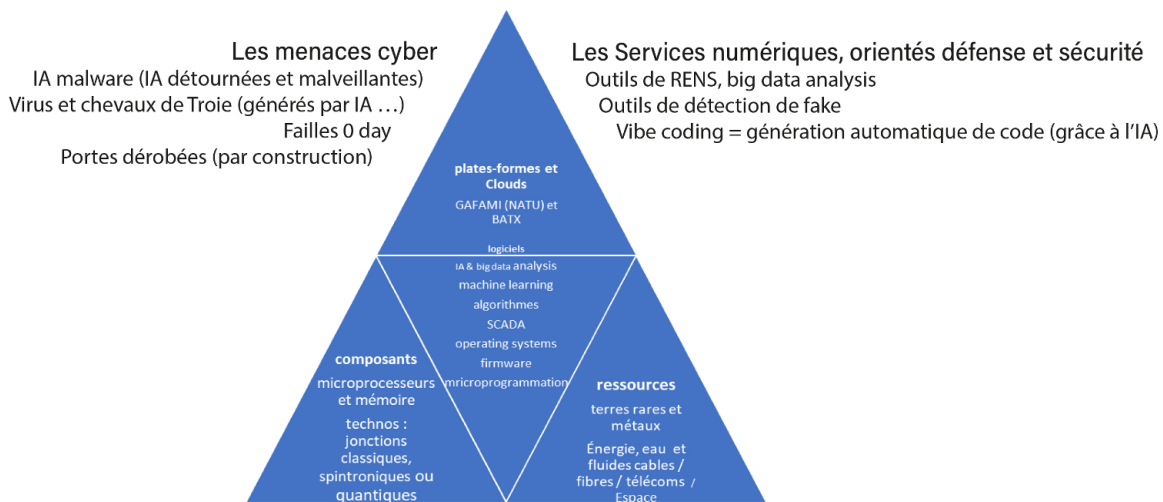 Les menaces cyber
IA malware (IA détournées et malveillantes)
Virus et chevaux de Troie (générés par IA ...)
Failles 0 day
Portes dérobées (par construction)
Les Services numériques, orientés défense et sécurité
Outils de RENS, big data analysis
Outils de détection de fake
Vibe coding = génération automatique de code (grâce à l'IA)
plates-formes et
Clouds
GAFAMI (NATU) et
BATX
logiciels
IA & big data analysis
machine learning
algorithmes
SCADA
operating systems
firmware
mricroprogrammation
composants
microprocesseurs
et mémoire
technos :
jonctions
classiques,
spintroniques ou
quantiques
ressources
terres rares et
métaux
Énergie, eau et
fluides cables /
fibres / télécoms /
Espace